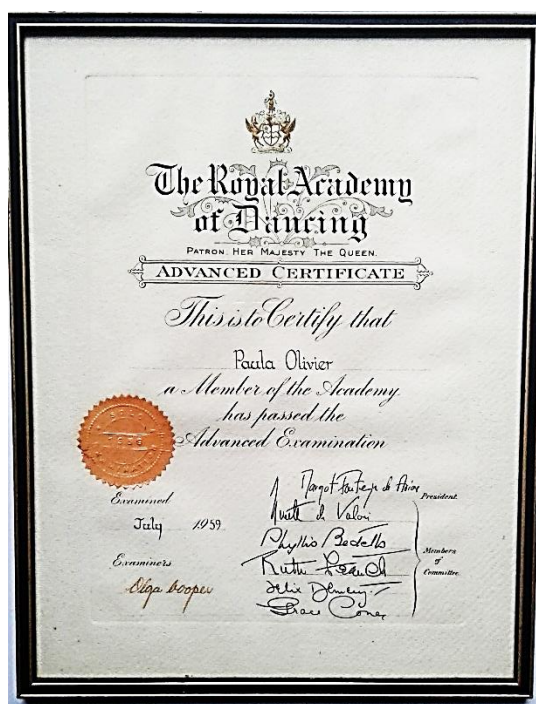 The Royal Academy
of Dancing
PATRON. HER MAJESTY THE QUEEN.
ADVANCED CERTIFICATE
This is to Certify that
Paula Olivier
a Member of the Academy
has passed the
Advanced Examination
Examined
July 1959
Examiners
Olga Cooper
Margot Fonteyn de Arias
President.
Ninette de Valois
Phyllis Bedells
Ruth French
Members
of
Committee.
Grace Cone